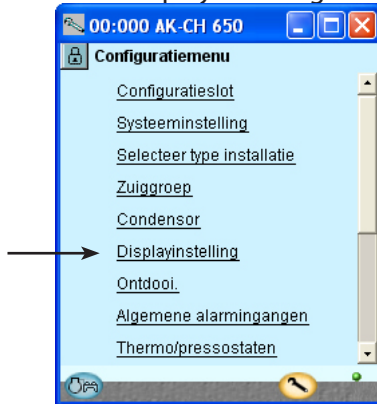 00:000 AK-CH 650
Configuratiemenu
Configuratieslot
Systeeminstelling
Selecteer type installatie
Zuiggroep
Condensor
Displayinstelling
Ontdooi.
Algemene alarmingangen
Thermo/pressostaten